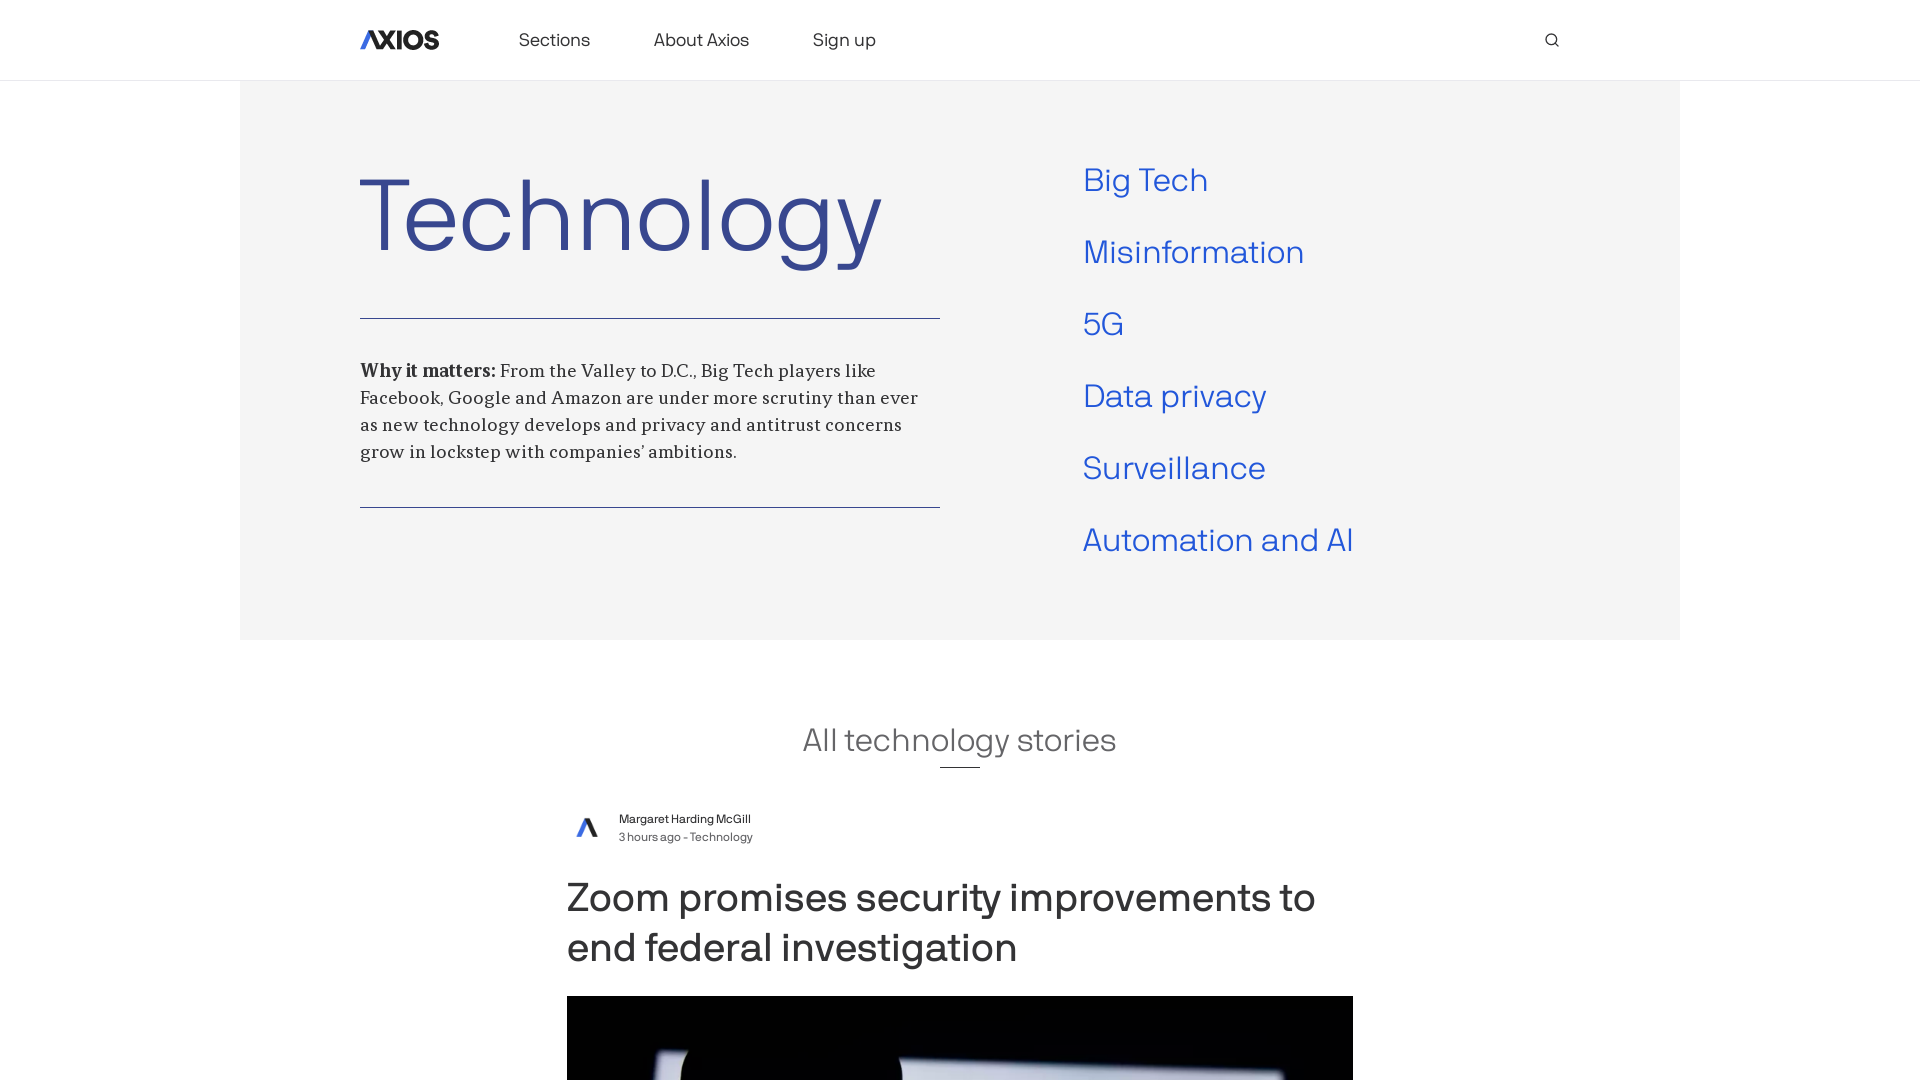 AXIOS
Sections
About Axios
Sign up
Technology
Why it matters: From the Valley to D.C., Big Tech players like
Facebook, Google and Amazon are under more scrutiny than ever
as new technology develops and privacy and antitrust concerns
grow in lockstep with companies’ ambitions.
Big Tech
Misinformation
5G
Data privacy
Surveillance
Automation and AI
All technology stories
Margaret Harding McGill
3 hours ago - Technology
Zoom promises security improvements to
end federal investigation